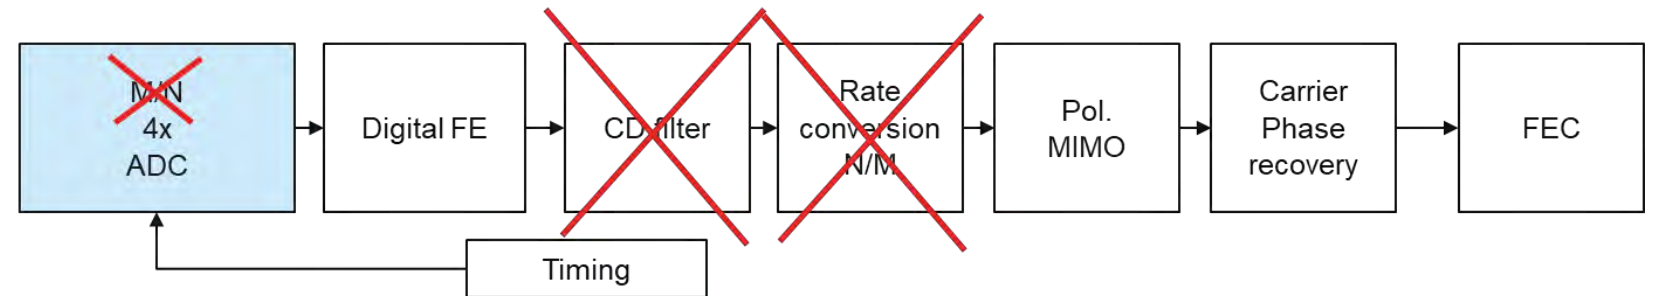 M/N
4x
ADC
Digital FE
CD filter
Rate
conversion
N/M
Pol.
MIMO
Carrier
Phase
recovery
FEC
Timing